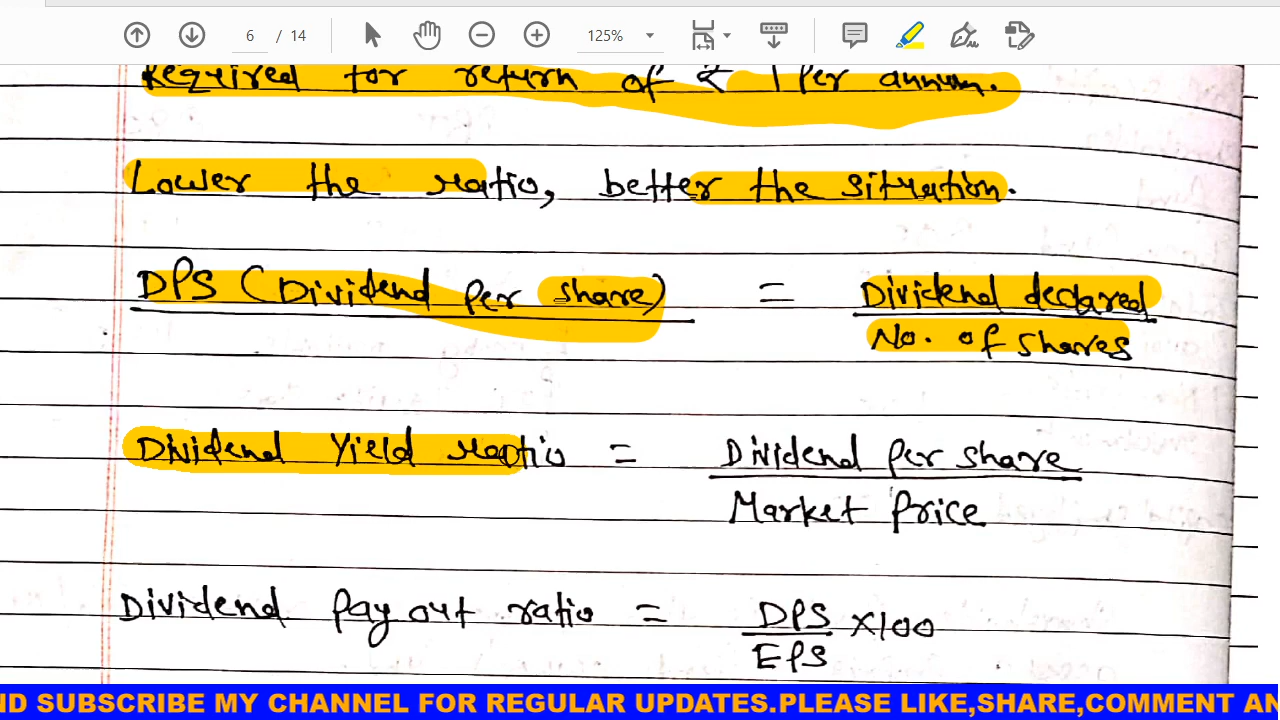 6 / 14
125%
Required for return of ₹ 1 Per annum.
Lower the ratio, better the situation.
DPS (Dividend Per share) = Dividend declared
No. of shares
Dividend Yield ratio = Dividend per share
Market Price
Dividend pay out ratio = DPS ×100
EPS
ND SUBSCRIBE MY CHANNEL FOR REGULAR UPDATES.PLEASE LIKE,SHARE,COMMENT AN